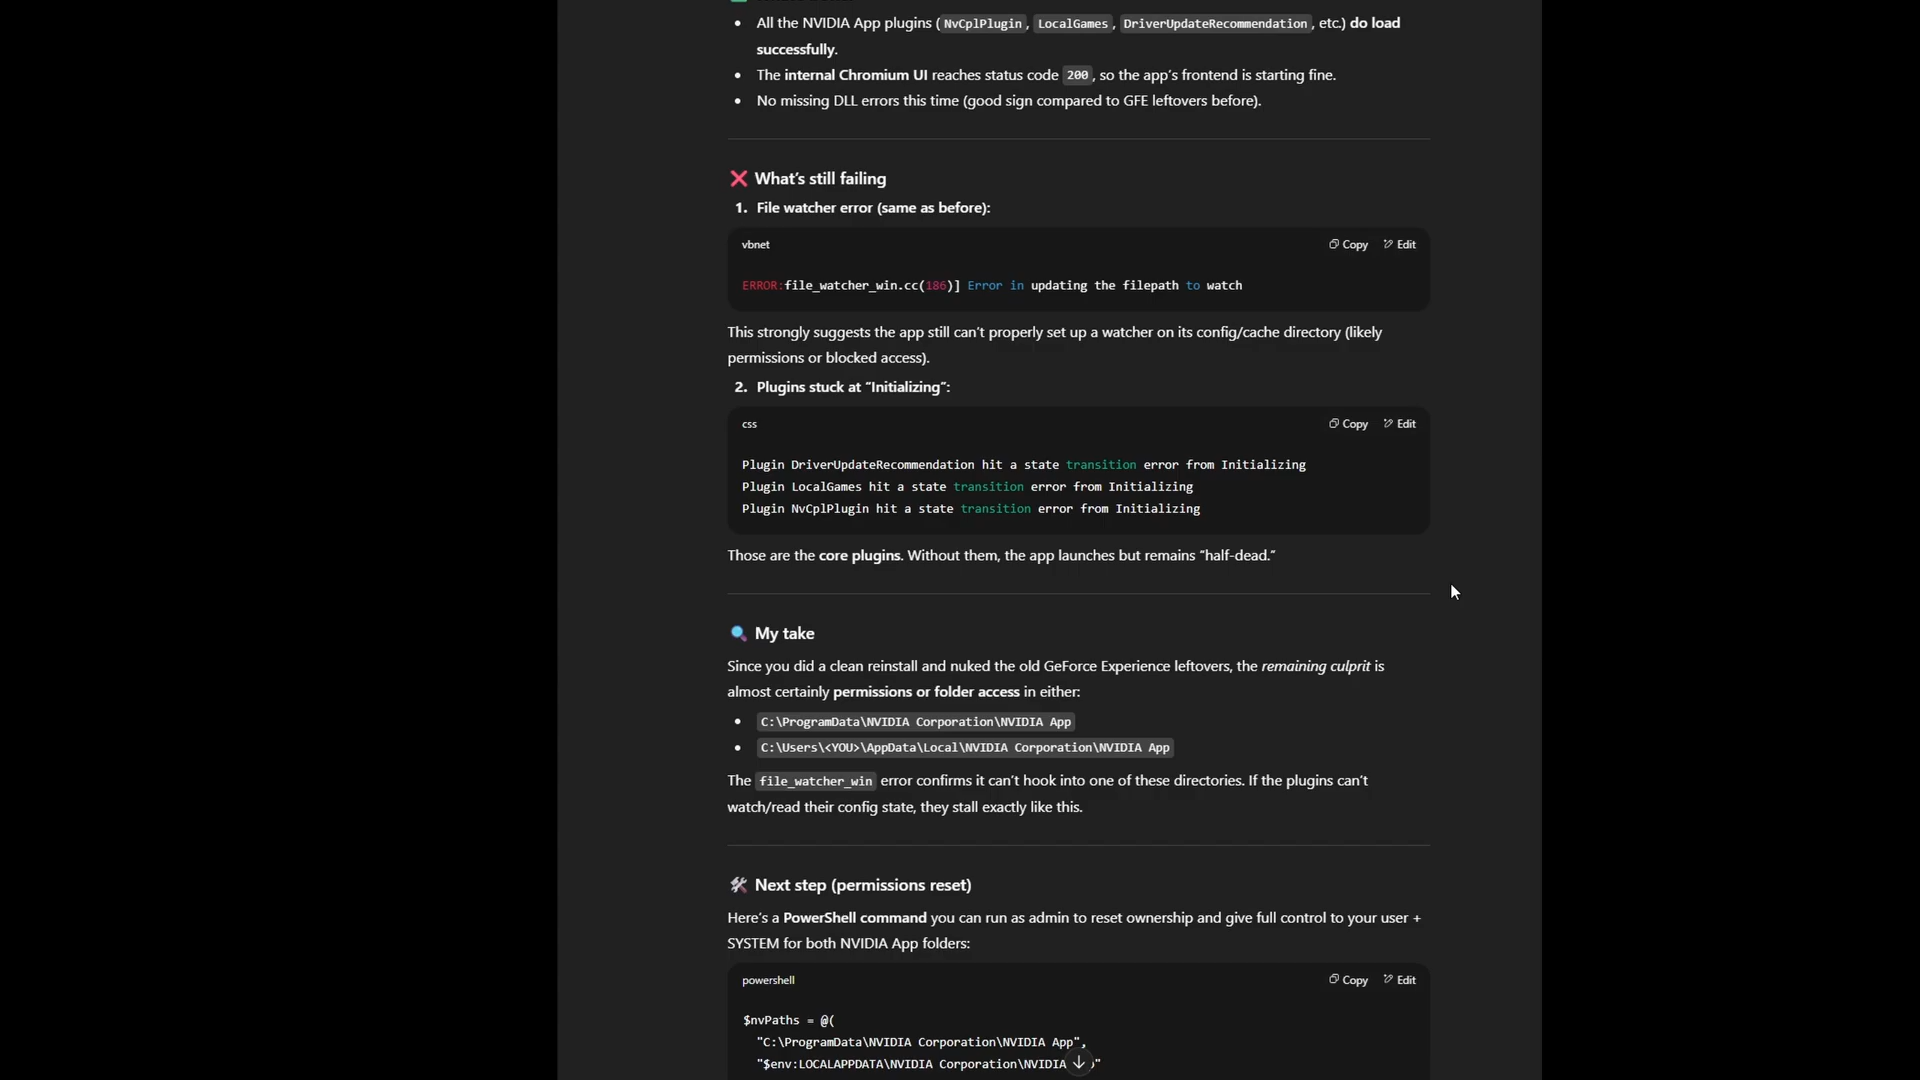 All the NVIDIA App plugins (NvCplPlugin, LocalGames, DriverUpdateRecommendation, etc.) do load
successfully.
The internal Chromium UI reaches status code 200, so the app's frontend is starting fine.
No missing DLL errors this time (good sign compared to GFE leftovers before).
❌ What's still failing
1. File watcher error (same as before):
vbnet Copy Edit
ERROR:file_watcher_win.cc(186)] Error in updating the filepath to watch
This strongly suggests the app still can't properly set up a watcher on its config/cache directory (likely
permissions or blocked access).
2. Plugins stuck at “Initializing”:
css Copy Edit
Plugin DriverUpdateRecommendation hit a state transition error from Initializing
Plugin LocalGames hit a state transition error from Initializing
Plugin NvCplPlugin hit a state transition error from Initializing
Those are the core plugins. Without them, the app launches but remains “half-dead.”
🔍 My take
Since you did a clean reinstall and nuked the old GeForce Experience leftovers, the remaining culprit is
almost certainly permissions or folder access in either:
C:\ProgramData\NVIDIA Corporation\NVIDIA App
C:\Users\<YOU>\AppData\Local\NVIDIA Corporation\NVIDIA App
The file_watcher_win error confirms it can't hook into one of these directories. If the plugins can't
watch/read their config state, they stall exactly like this.
🛠 Next step (permissions reset)
Here's a PowerShell command you can run as admin to reset ownership and give full control to your user +
SYSTEM for both NVIDIA App folders:
powershell Copy Edit
$nvPaths = @(
"C:\ProgramData\NVIDIA Corporation\NVIDIA App",
"$env:LOCALAPPDATA\NVIDIA Corporation\NVIDIA